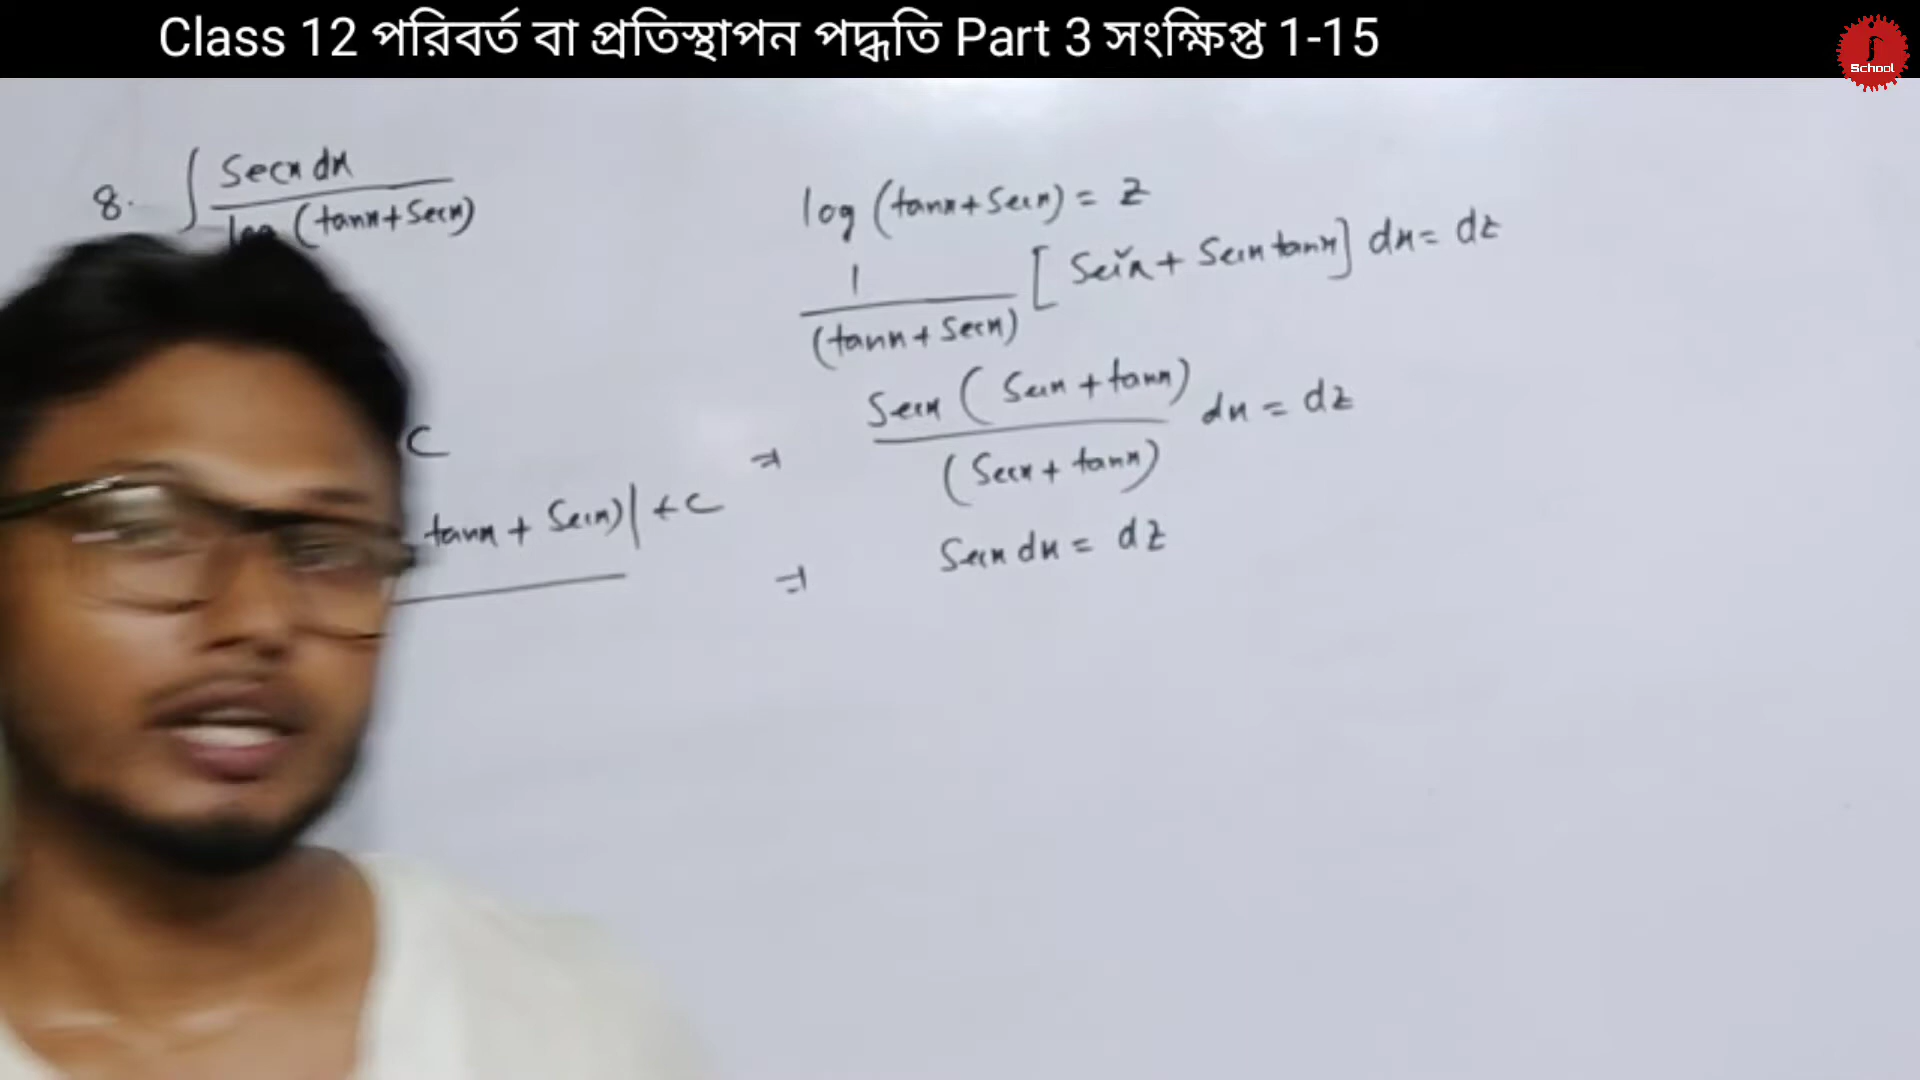 Class 12 পরিবর্ত বা প্রতিস্থাপন পদ্ধতি Part 3 সংক্ষিপ্ত 1-15
School
8. ∫ Secx dx / log (tanx + Secx)
C
tanx + Secx)| + C
log (tanx + Secx) = z
1 / (tanx + Secx) [Sec²x + Secx tanx] dx = dz
⇒ Secx (Secx + tanx) / (Secx + tanx) dx = dz
⇒ Secx dx = dz